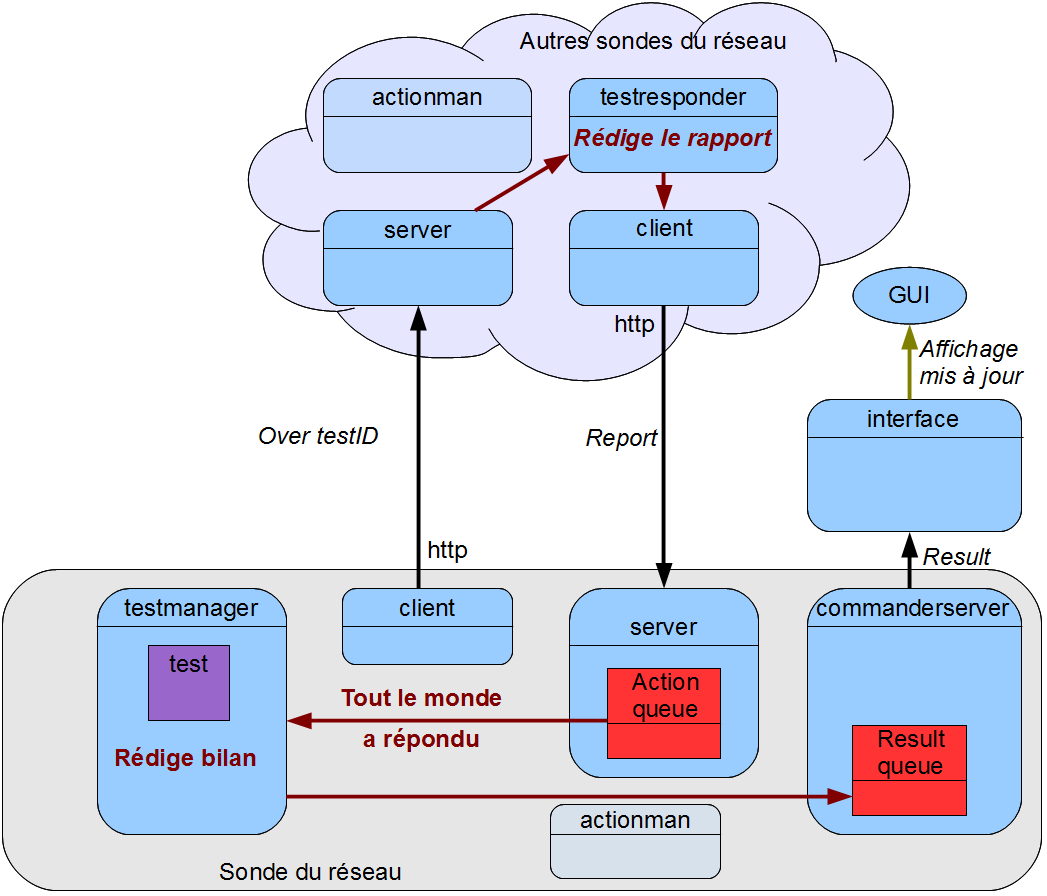 Autres sondes du réseau
actionman
testresponder
Rédige le rapport
server
client
http
GUI
Affichage
mis à jour
interface
Over testID
Report
http
Result
testmanager
test
Rédige bilan
client
server
Action
queue
Tout le monde
a répondu
commanderserver
Result
queue
actionman
Sonde du réseau